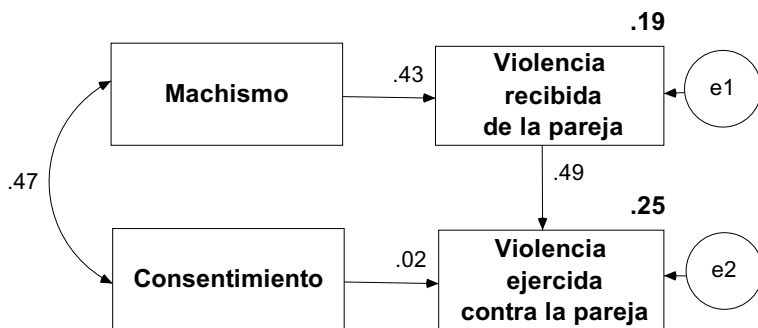 .19
Machismo
.43
Violencia
recibida
de la pareja
e1
.47
.49
.25
Consentimiento
.02
Violencia
ejercida
contra la pareja
e2